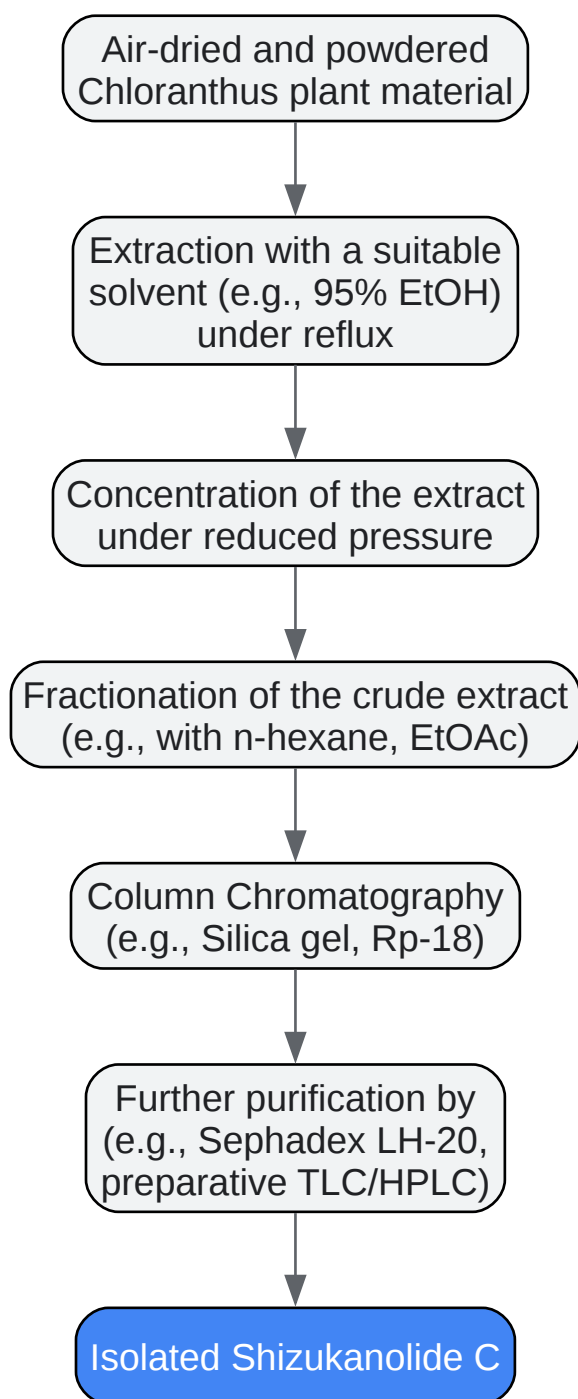 Air-dried and powdered
Chloranthus plant material
Extraction with a suitable
solvent (e.g., 95% EtOH)
under reflux
Concentration of the extract
under reduced pressure
Fractionation of the crude extract
(e.g., with n-hexane, EtOAc)
Column Chromatography
(e.g., Silica gel, Rp-18)
Further purification by
(e.g., Sephadex LH-20,
preparative TLC/HPLC)
Isolated Shizukanolide C